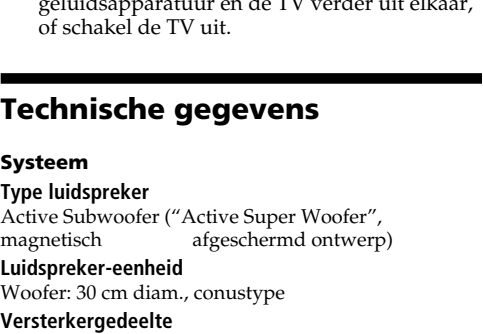 geluidsapparatuur en de TV verder uit elkaar,
of schakel de TV uit.
Technische gegevens
Systeem
Type luidspreker
Active Subwoofer (“Active Super Woofer”,
magnetisch afgeschermd ontwerp)
Luidspreker-eenheid
Woofer: 30 cm diam., conustype
Versterkergedeelte